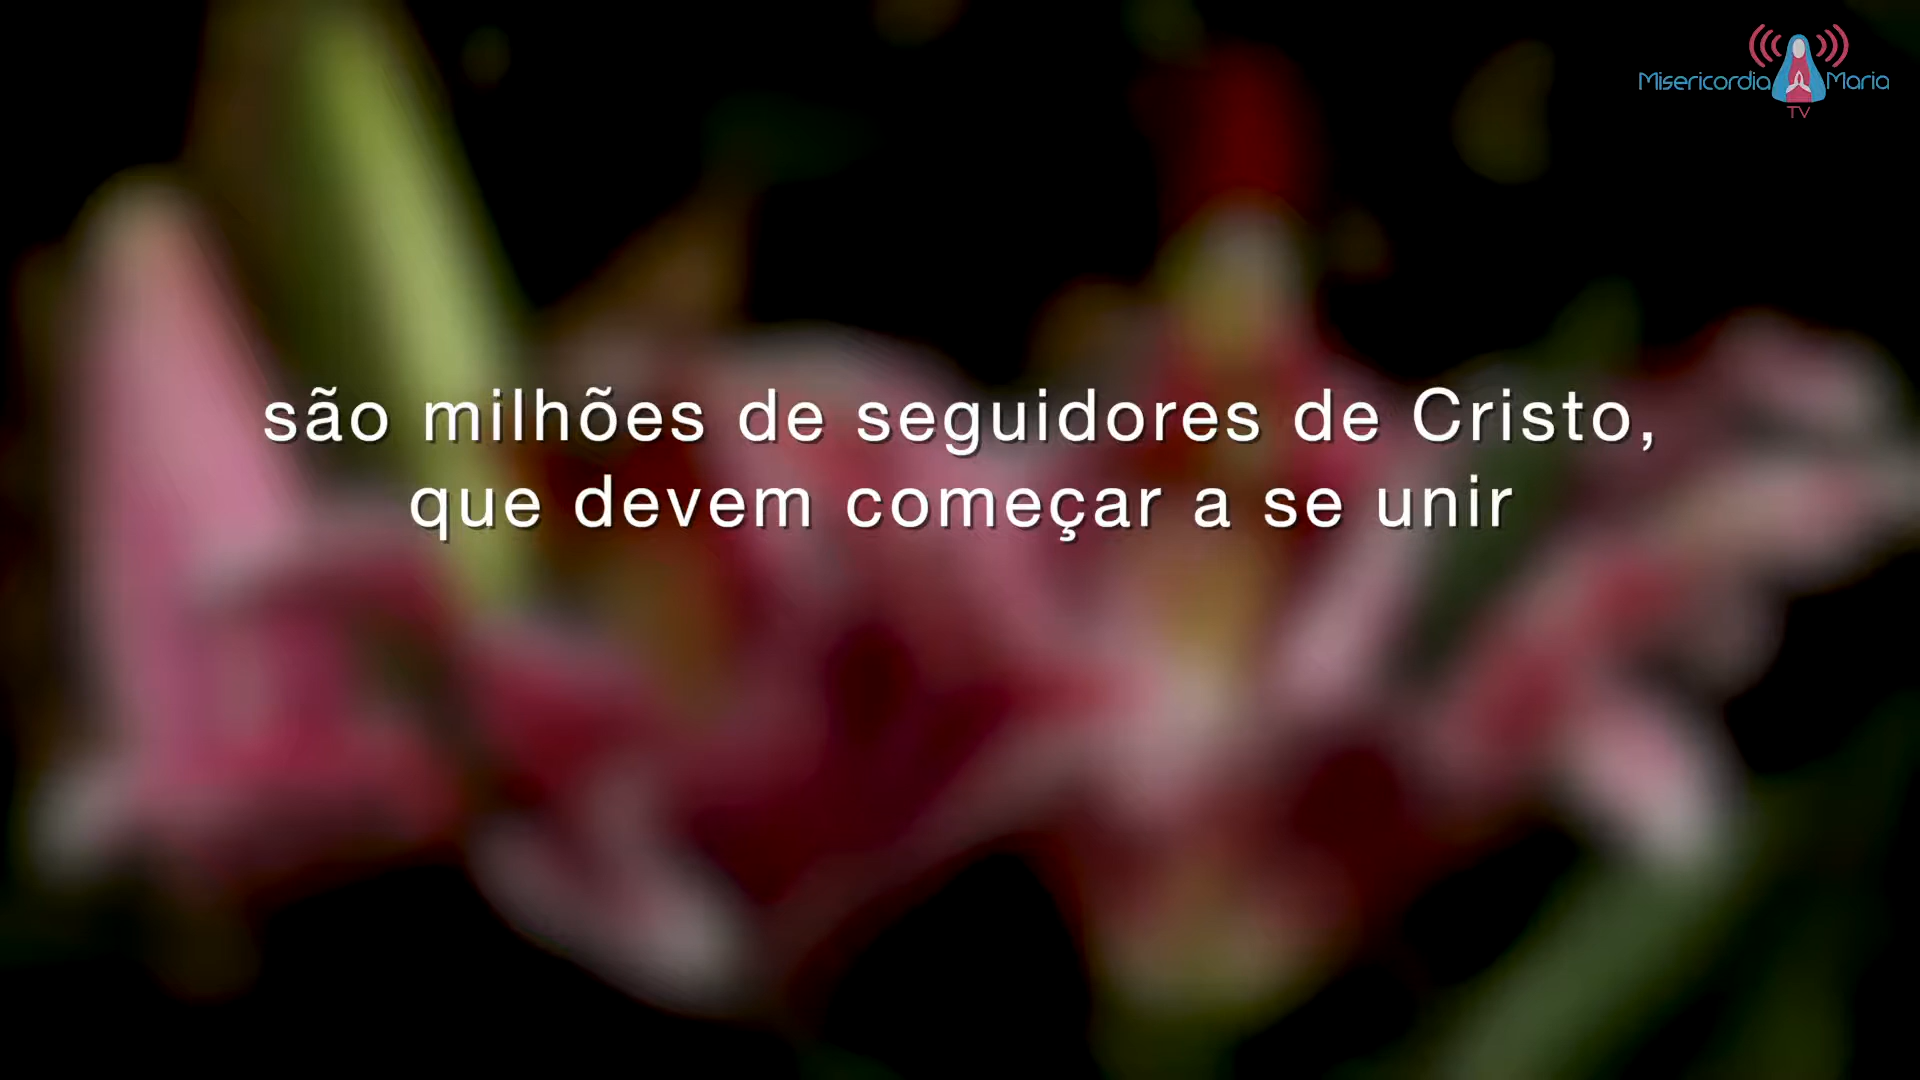 Misericordia Maria
TV
são milhões de seguidores de Cristo,
que devem começar a se unir